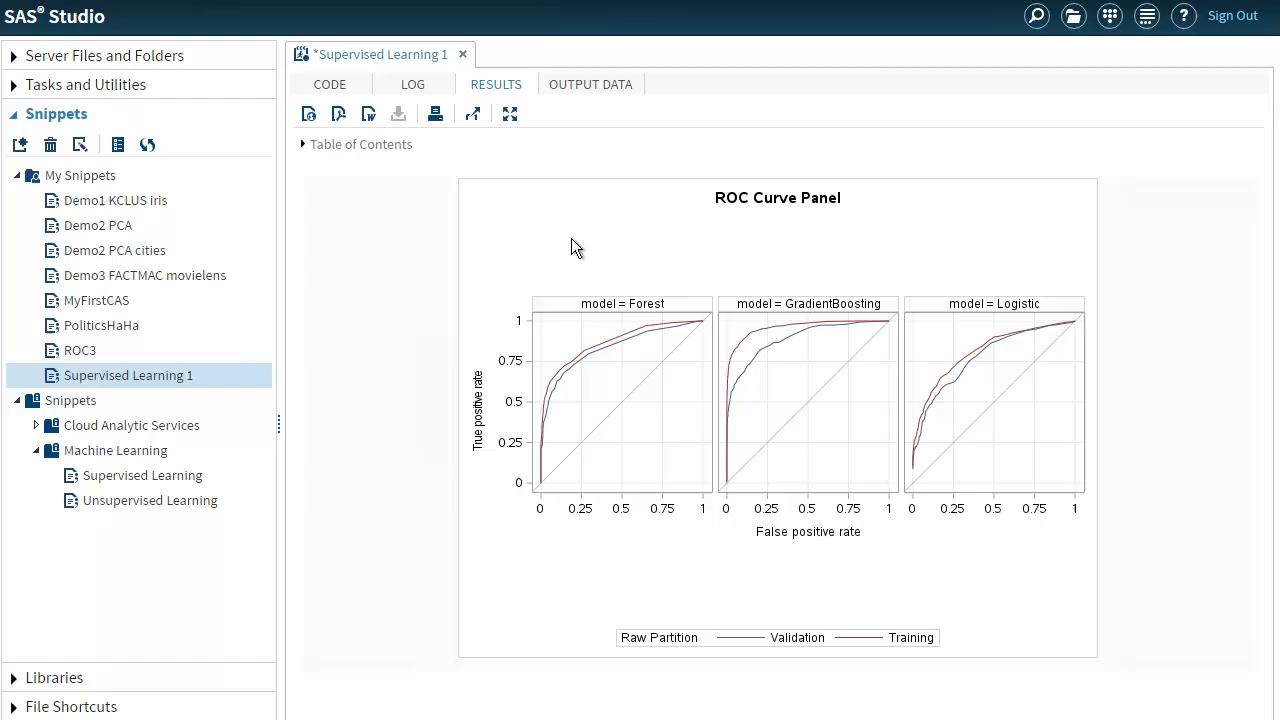 SAS® Studio
Sign Out
Server Files and Folders
Tasks and Utilities
Snippets
My Snippets
Demo1 KCLUS iris
Demo2 PCA
Demo2 PCA cities
Demo3 FACTMAC movielens
MyFirstCAS
PoliticsHaHa
ROC3
Supervised Learning 1
Snippets
Cloud Analytic Services
Machine Learning
Supervised Learning
Unsupervised Learning
Libraries
File Shortcuts
*Supervised Learning 1
CODE LOG RESULTS OUTPUT DATA
Table of Contents
ROC Curve Panel
model = Forest model = GradientBoosting model = Logistic
True positive rate
1
0.75
0.5
0.25
0
0 0.25 0.5 0.75 1 0 0.25 0.5 0.75 1 0 0.25 0.5 0.75 1
False positive rate
Raw Partition Validation Training